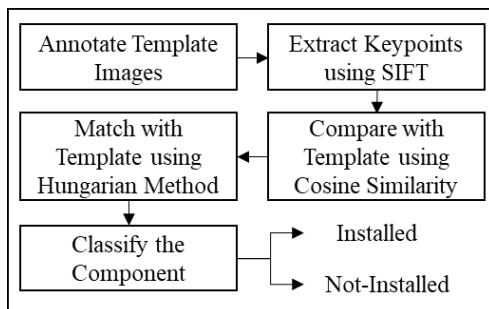 Annotate Template
Images
Extract Keypoints
using SIFT
Match with
Template using
Hungarian Method
Compare with
Template using
Cosine Similarity
Classify the
Component
Installed
Not-Installed